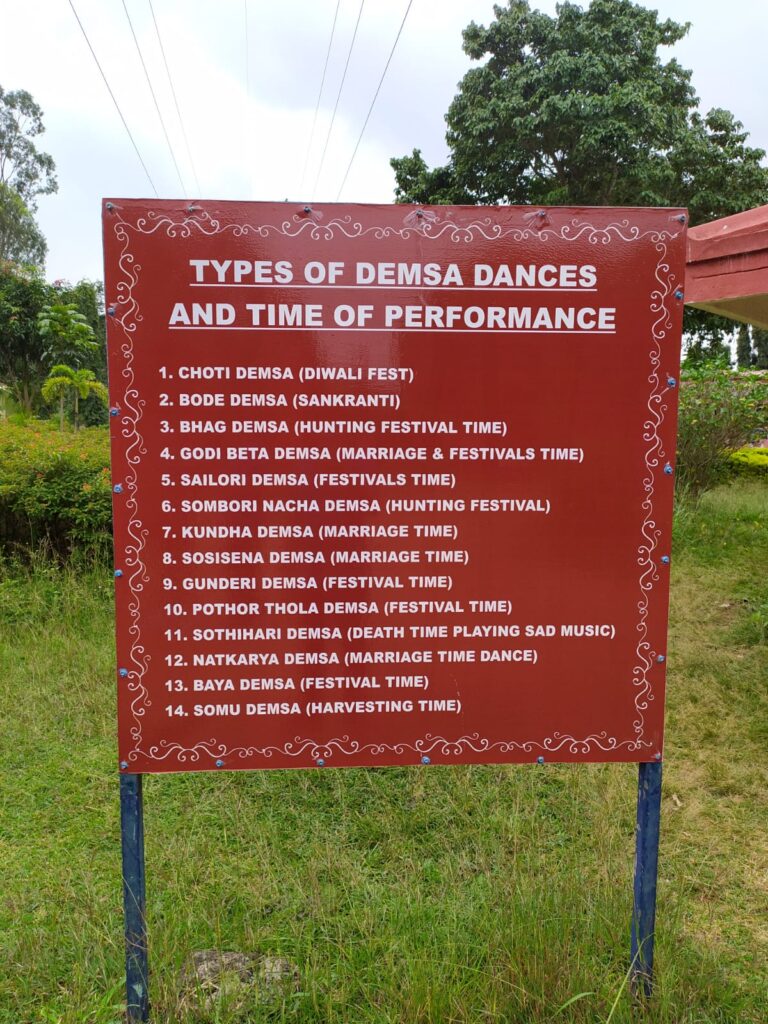 TYPES OF DEMSA DANCES
AND TIME OF PERFORMANCE
1. CHOTI DEMSA (DIWALI FEST)
2. BODE DEMSA (SANKRANTI)
3. BHAG DEMSA (HUNTING FESTIVAL TIME)
4. GODI BETA DEMSA (MARRIAGE & FESTIVALS TIME)
5. SAILORI DEMSA (FESTIVALS TIME)
6. SOMBORI NACHA DEMSA (HUNTING FESTIVAL)
7. KUNDHA DEMSA (MARRIAGE TIME)
8. SOSISENA DEMSA (MARRIAGE TIME)
9. GUNDERI DEMSA (FESTIVAL TIME)
10. POTHOR THOLA DEMSA (FESTIVAL TIME)
11. SOTHIHARI DEMSA (DEATH TIME PLAYING SAD MUSIC)
12. NATKARYA DEMSA (MARRIAGE TIME DANCE)
13. BAYA DEMSA (FESTIVAL TIME)
14. SOMU DEMSA (HARVESTING TIME)